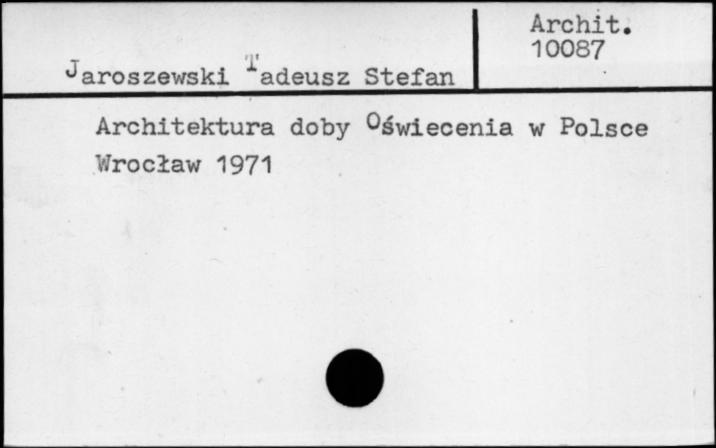 Archit.
10087
Jaroszewski Tadeusz Stefan
Architektura doby Oświecenia w Polsce
Wrocław 1971